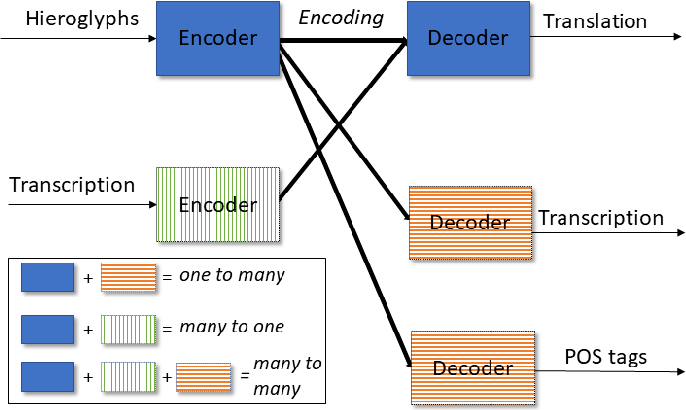 Hieroglyphs
Encoder
Encoding
Decoder
Translation
Transcription
Encoder
Decoder
Transcription
Decoder
POS tags
+ = one to many
+ = many to one
+ + = many to
many